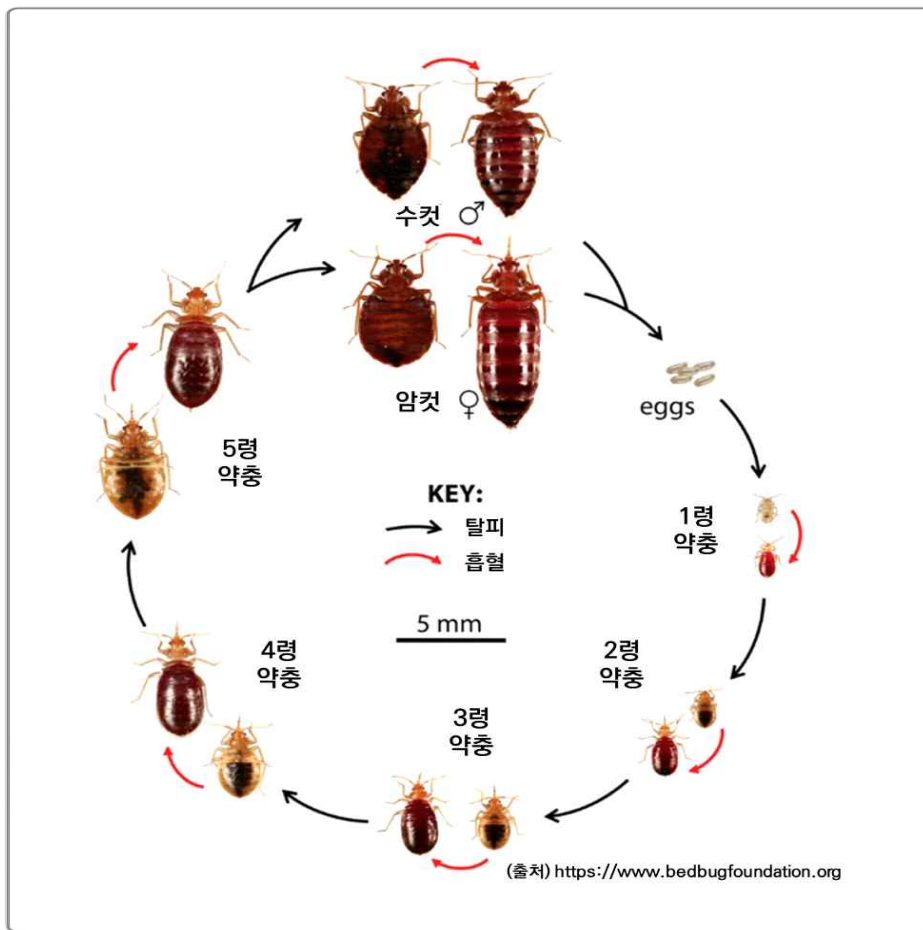 수컷 ♂
암컷 ♀
eggs
5령
약충
KEY:
탈피
흡혈
1령
약충
5 mm
4령
약충
2령
약충
3령
약충
(출처) https://www.bedbugfoundation.org